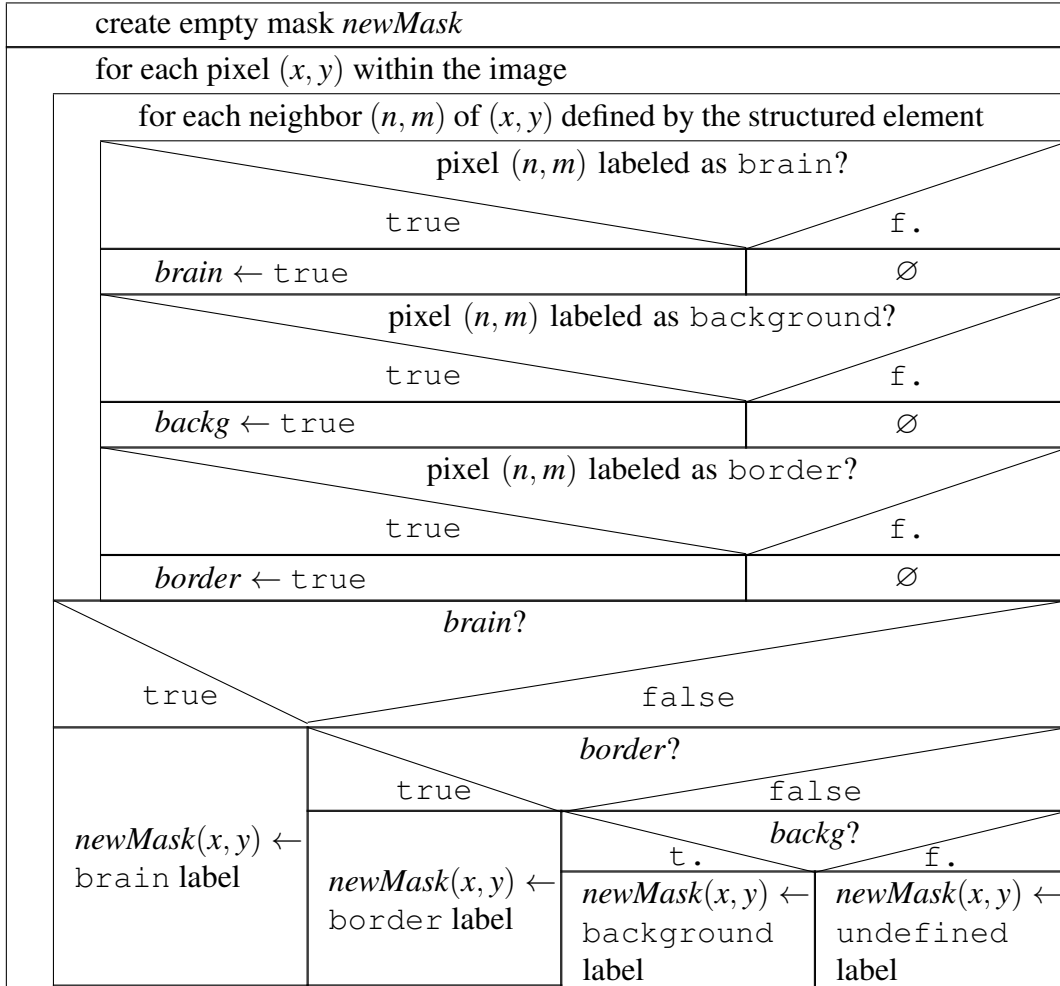 create empty mask newMask
for each pixel (x, y) within the image
for each neighbor (n, m) of (x, y) defined by the structured element
pixel (n, m) labeled as brain?
true f.
brain ← true ∅
pixel (n, m) labeled as background?
true f.
backg ← true ∅
pixel (n, m) labeled as border?
true f.
border ← true ∅
brain?
true false
border?
true false
backg?
t. f.
newMask(x, y) ←
brain label
newMask(x, y) ←
border label
newMask(x, y) ←
background
label
newMask(x, y) ←
undefined
label